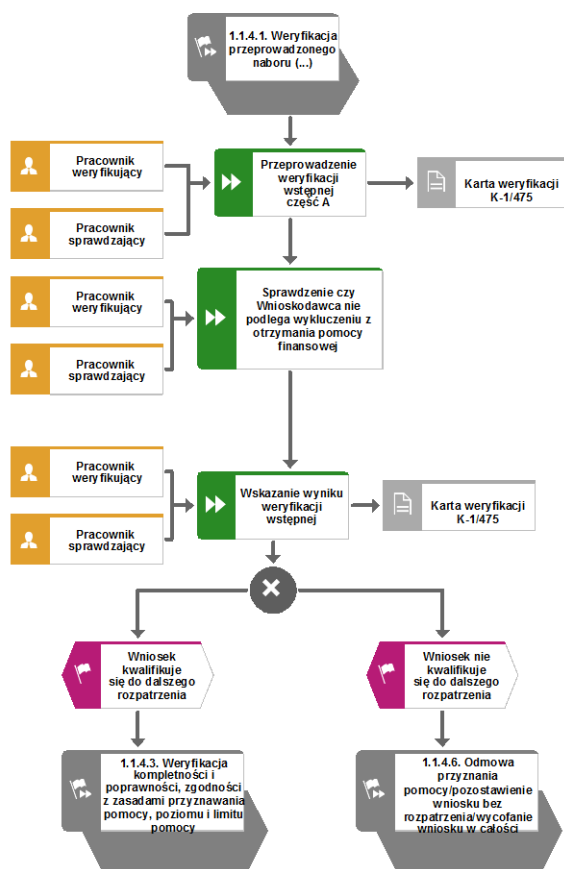 1.1.4.1. Weryfikacja
przeprowadzonego
naboru (...)
Pracownik
weryfikujący
Pracownik
sprawdzający
Przeprowadzenie
weryfikacji
wstępnej
część A
Karta weryfikacji
K-1/475
Pracownik
weryfikujący
Pracownik
sprawdzający
Sprawdzenie czy
Wnioskodawca nie
podlega wykluczeniu z
otrzymania pomocy
finansowej
Pracownik
weryfikujący
Pracownik
sprawdzający
Wskazanie wyniku
weryfikacji
wstępnej
Karta weryfikacji
K-1/475
Wniosek
kwalifikuje
się do dalszego
rozpatrzenia
Wniosek nie
kwalifikuje
się do dalszego
rozpatrzenia
1.1.4.3. Weryfikacja
kompletności i
poprawności, zgodności
z zasadami przyznawania
pomocy, poziomu i limitu
pomocy
1.1.4.6. Odmowa
przyznania
pomocy/pozostawienie
wniosku bez
rozpatrzenia/wycofanie
wniosku w całości